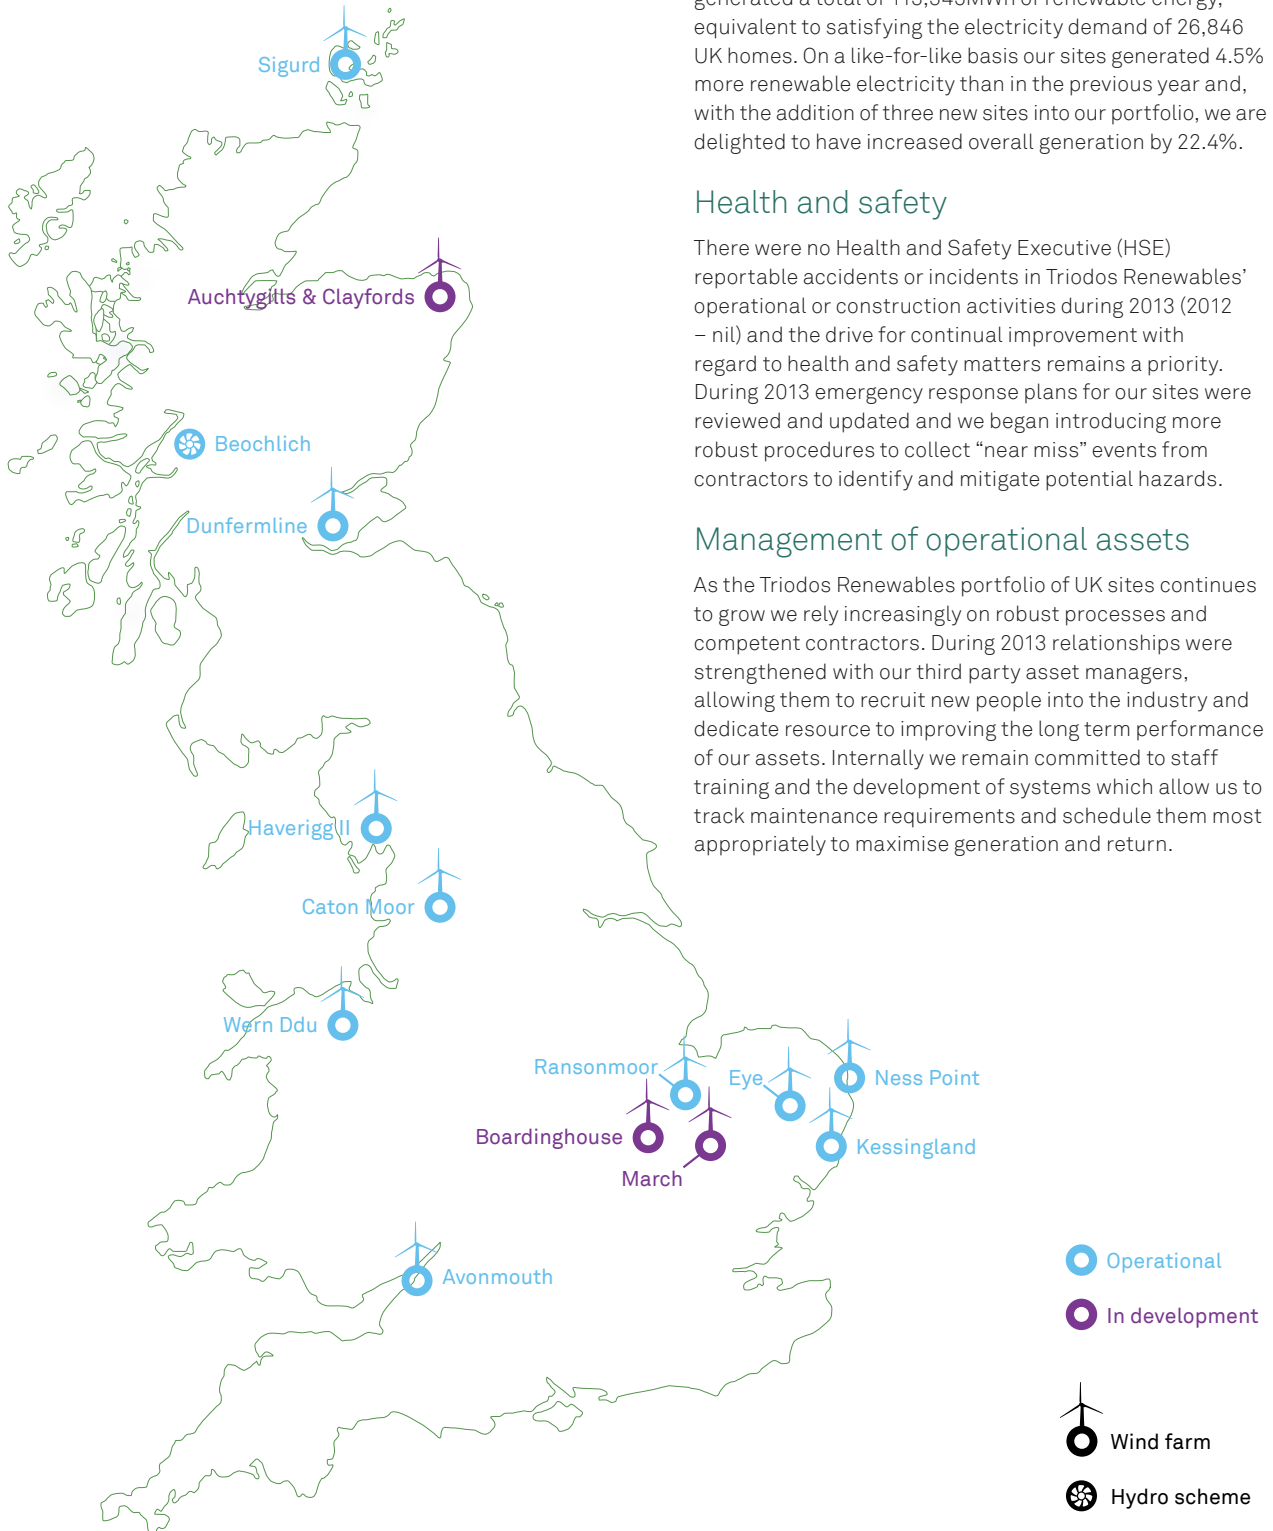 equivalent to satisfying the electricity demand of 26,846
UK homes. On a like-for-like basis our sites generated 4.5%
more renewable electricity than in the previous year and,
with the addition of three new sites into our portfolio, we are
delighted to have increased overall generation by 22.4%.
Health and safety
There were no Health and Safety Executive (HSE)
reportable accidents or incidents in Triodos Renewables’
operational or construction activities during 2013 (2012
– nil) and the drive for continual improvement with
regard to health and safety matters remains a priority.
During 2013 emergency response plans for our sites were
reviewed and updated and we began introducing more
robust procedures to collect “near miss” events from
contractors to identify and mitigate potential hazards.
Management of operational assets
As the Triodos Renewables portfolio of UK sites continues
to grow we rely increasingly on robust processes and
competent contractors. During 2013 relationships were
strengthened with our third party asset managers,
allowing them to recruit new people into the industry and
dedicate resource to improving the long term performance
of our assets. Internally we remain committed to staff
training and the development of systems which allow us to
track maintenance requirements and schedule them most
appropriately to maximise generation and return.
Sigurd
Auchtygills & Clayfords
Beochlich
Dunfermline
Haverigg II
Caton Moor
Wern Ddu
Ransonmoor
Eye
Ness Point
Boardinghouse
Kessingland
March
Avonmouth
Operational
In development
Wind farm
Hydro scheme